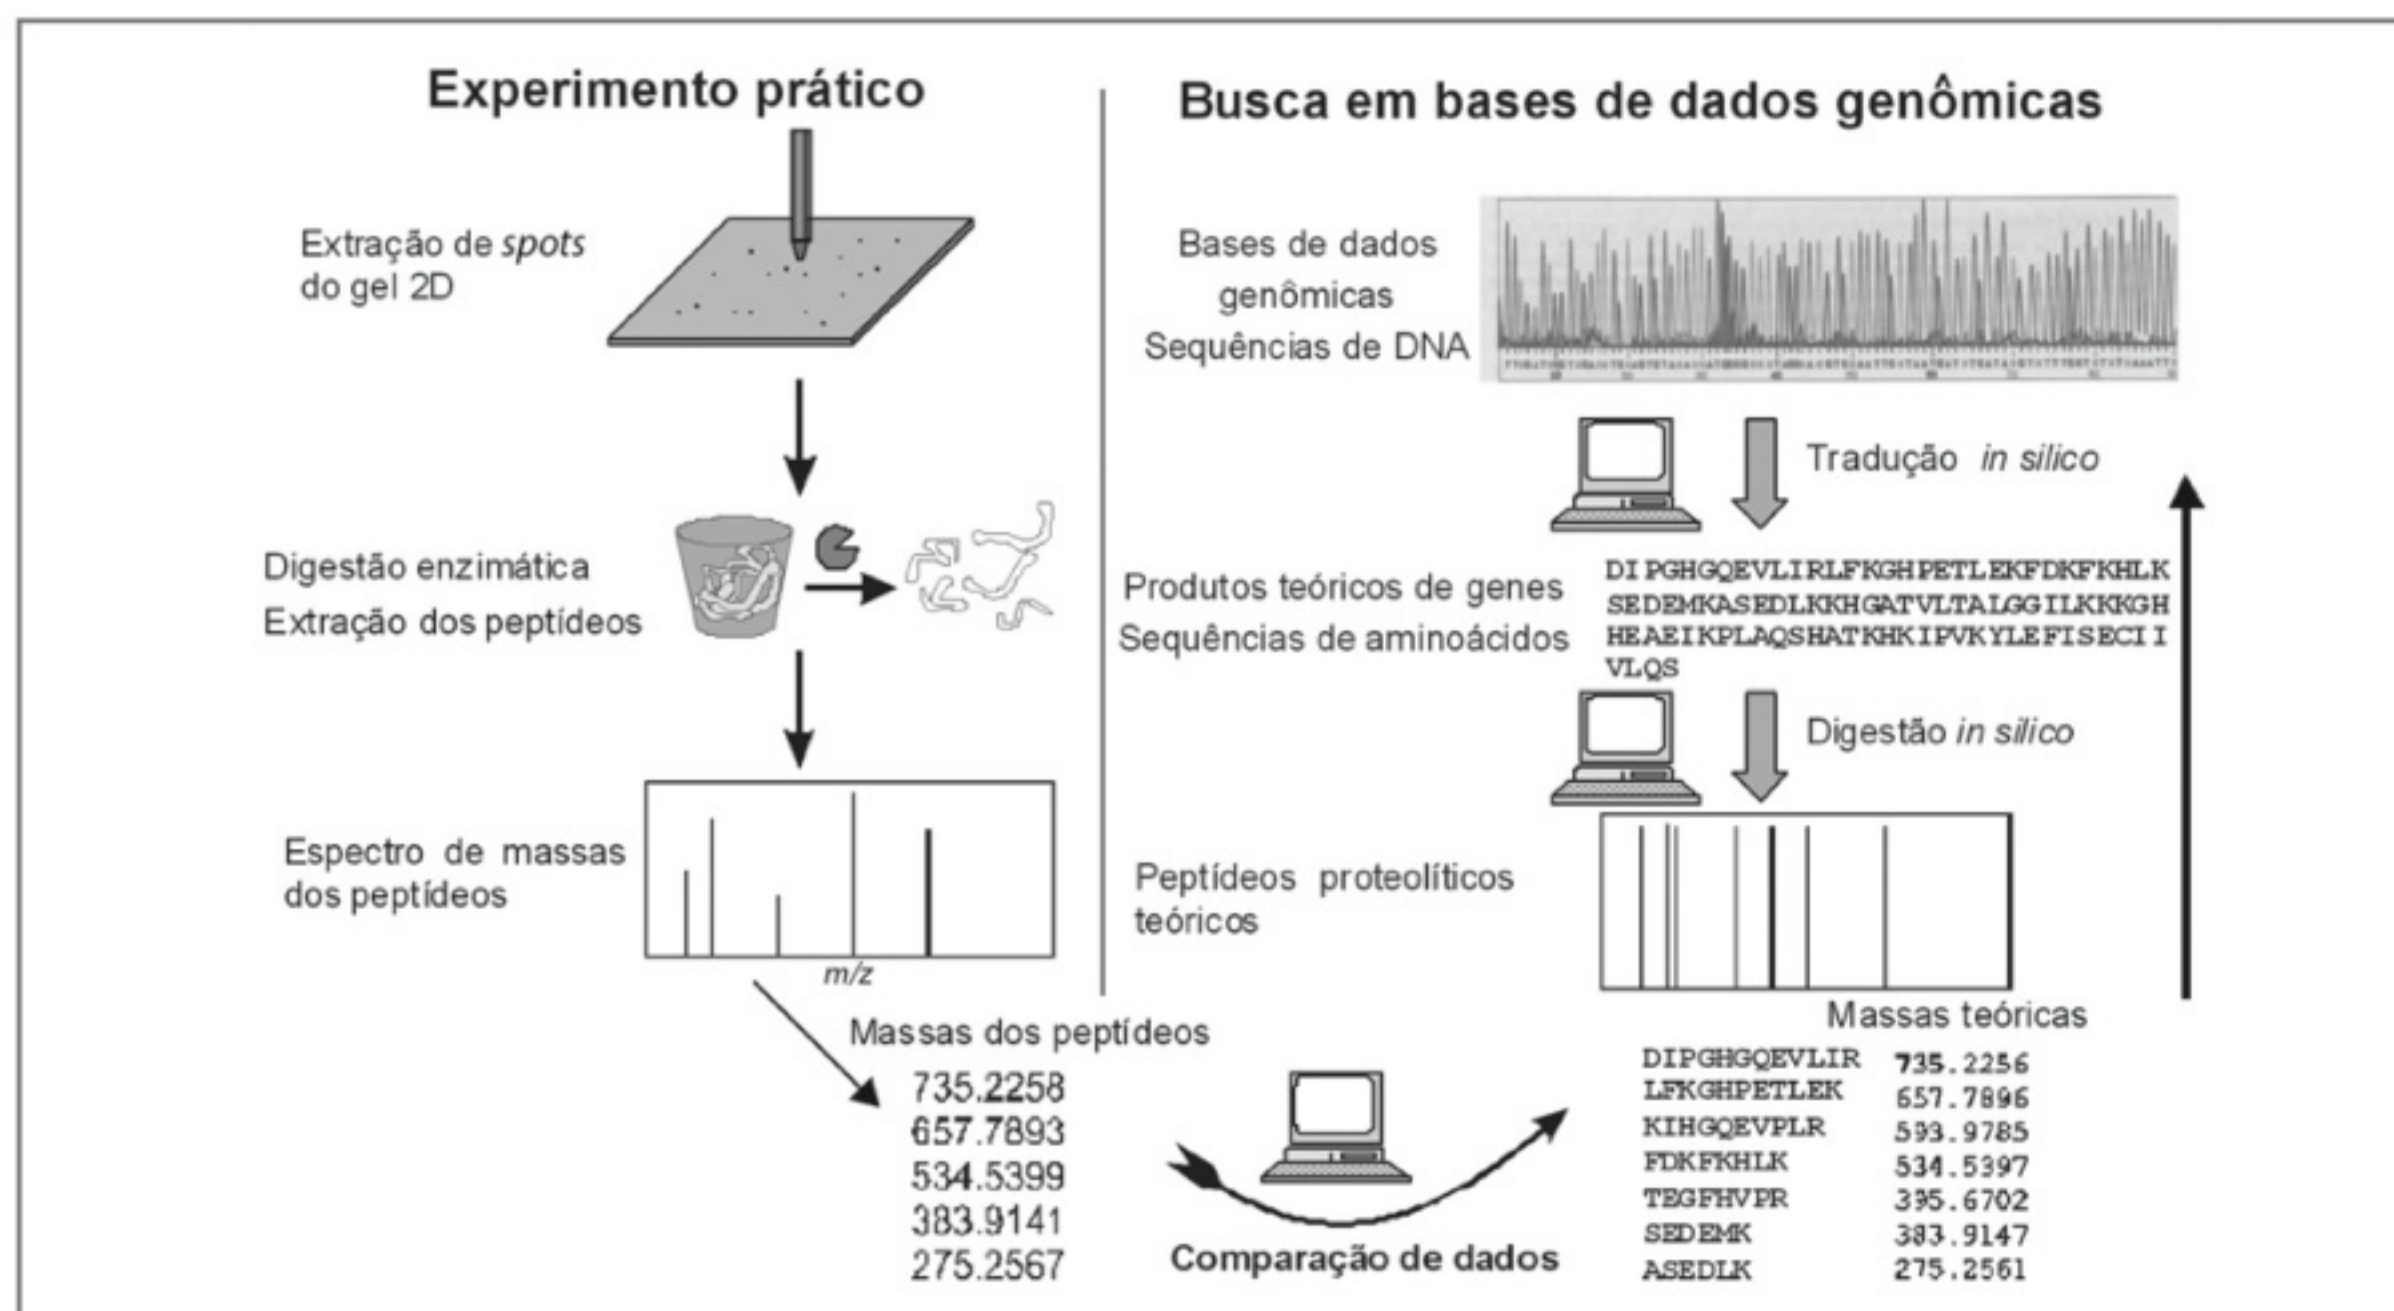 Experimento prático
Extração de spots
do gel 2D
Digestão enzimática
Extração dos peptídeos
Espectro de massas
dos peptídeos
m/z
Massas dos peptídeos
735.2258
657.7893
534.5399
383.9141
275.2567
Comparação de dados
Busca em bases de dados genômicas
Bases de dados
genômicas
Sequências de DNA
Tradução in silico
Produtos teóricos de genes
Sequências de aminoácidos
DIPGHGQEVLIRLFKGHPETLEKFDKFKHLK
SEDEMKASEDLKKHGATVLTALGGILKKKGH
HEAEIKPLAQSHATKHKIPVKYLEFISECII
VLQS
Digestão in silico
Peptídeos proteolíticos
teóricos
Massas teóricas
DIPGHGQEVLIR 735.2256
LFKGHPETLEK 657.7896
KIHGQEVPLR 593.9785
FDKFKHLK 534.5397
TEGFHVPR 395.6702
SEDEMK 383.9147
ASEDLK 275.2561